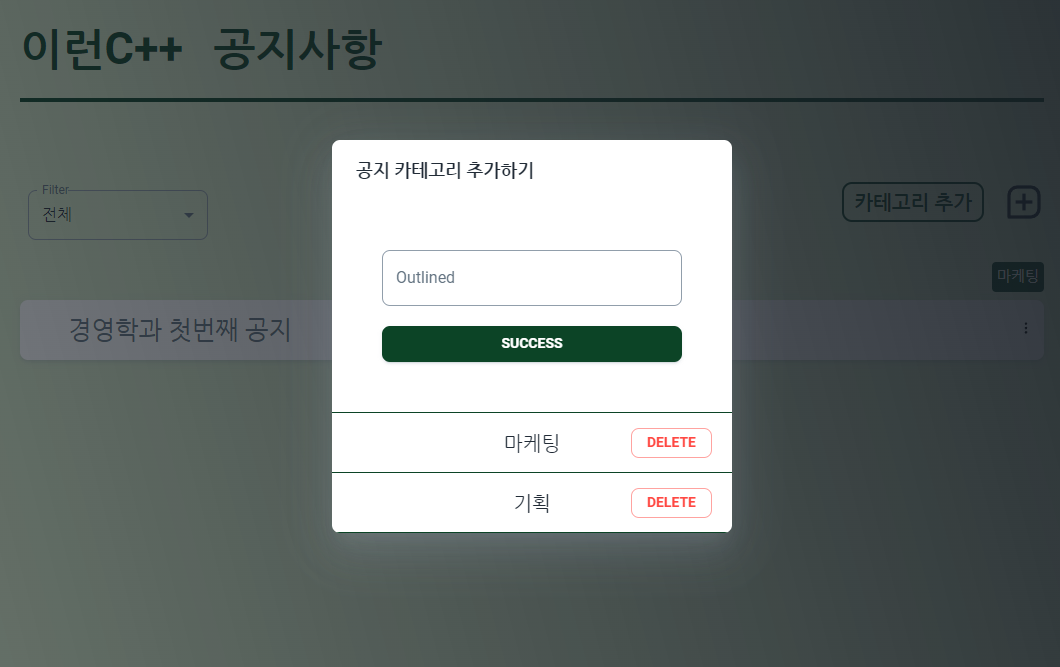 이런C++ 공지사항
공지 카테고리 추가하기
Filter
전체
카테고리 추가
Outlined
마케팅
경영학과 첫번째 공지
SUCCESS
마케팅 DELETE
기획 DELETE